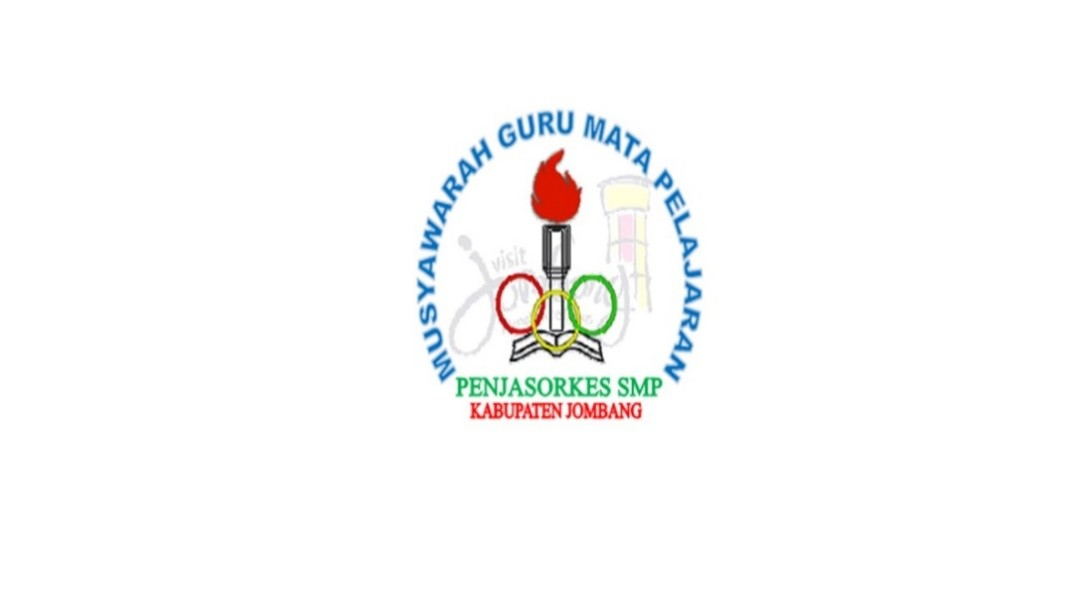 MUSYAWARAH GURU MATA PELAJARAN
visit
PENJASORKES SMP
KABUPATEN JOMBANG